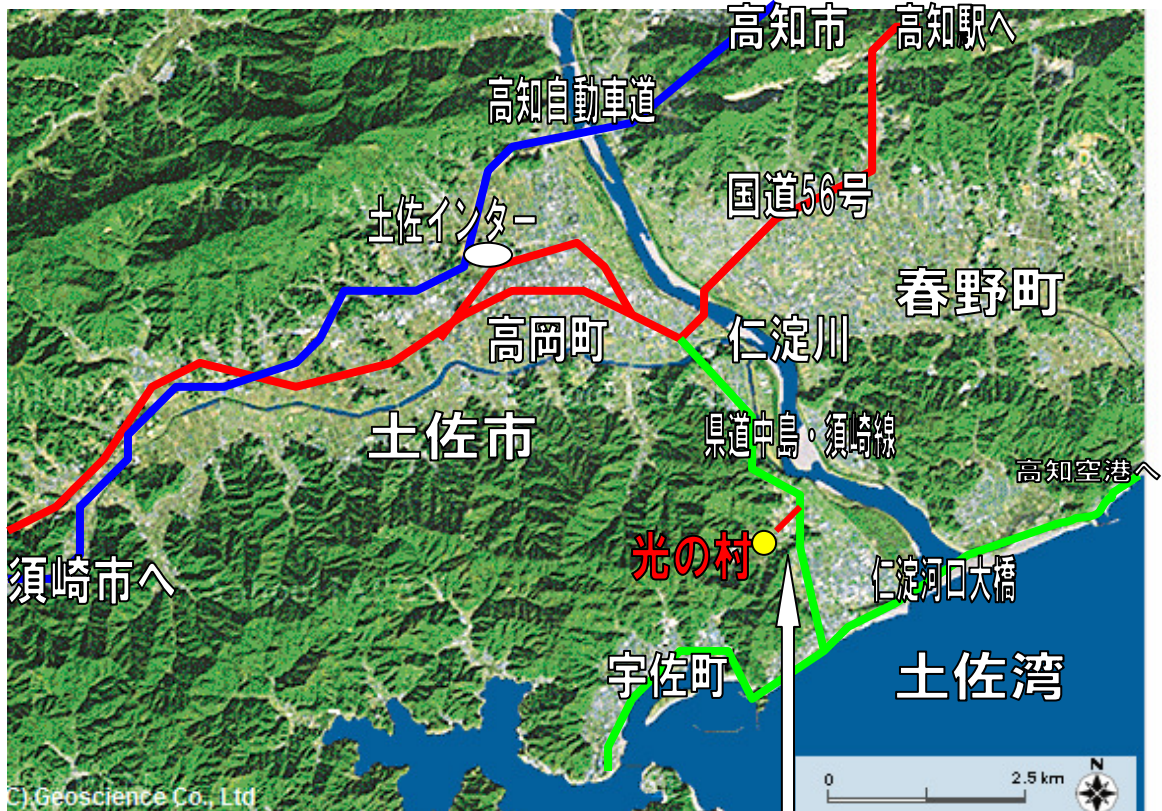 高知市
高知駅へ
高知自動車道
国道56号
土佐インター
春野町
高岡町
仁淀川
土佐市
県道中島・須崎線
高知空港へ
光の村
須崎市へ
仁淀河口大橋
宇佐町
土佐湾
N
0
2.5 km
C).Geoscience Co., Ltd